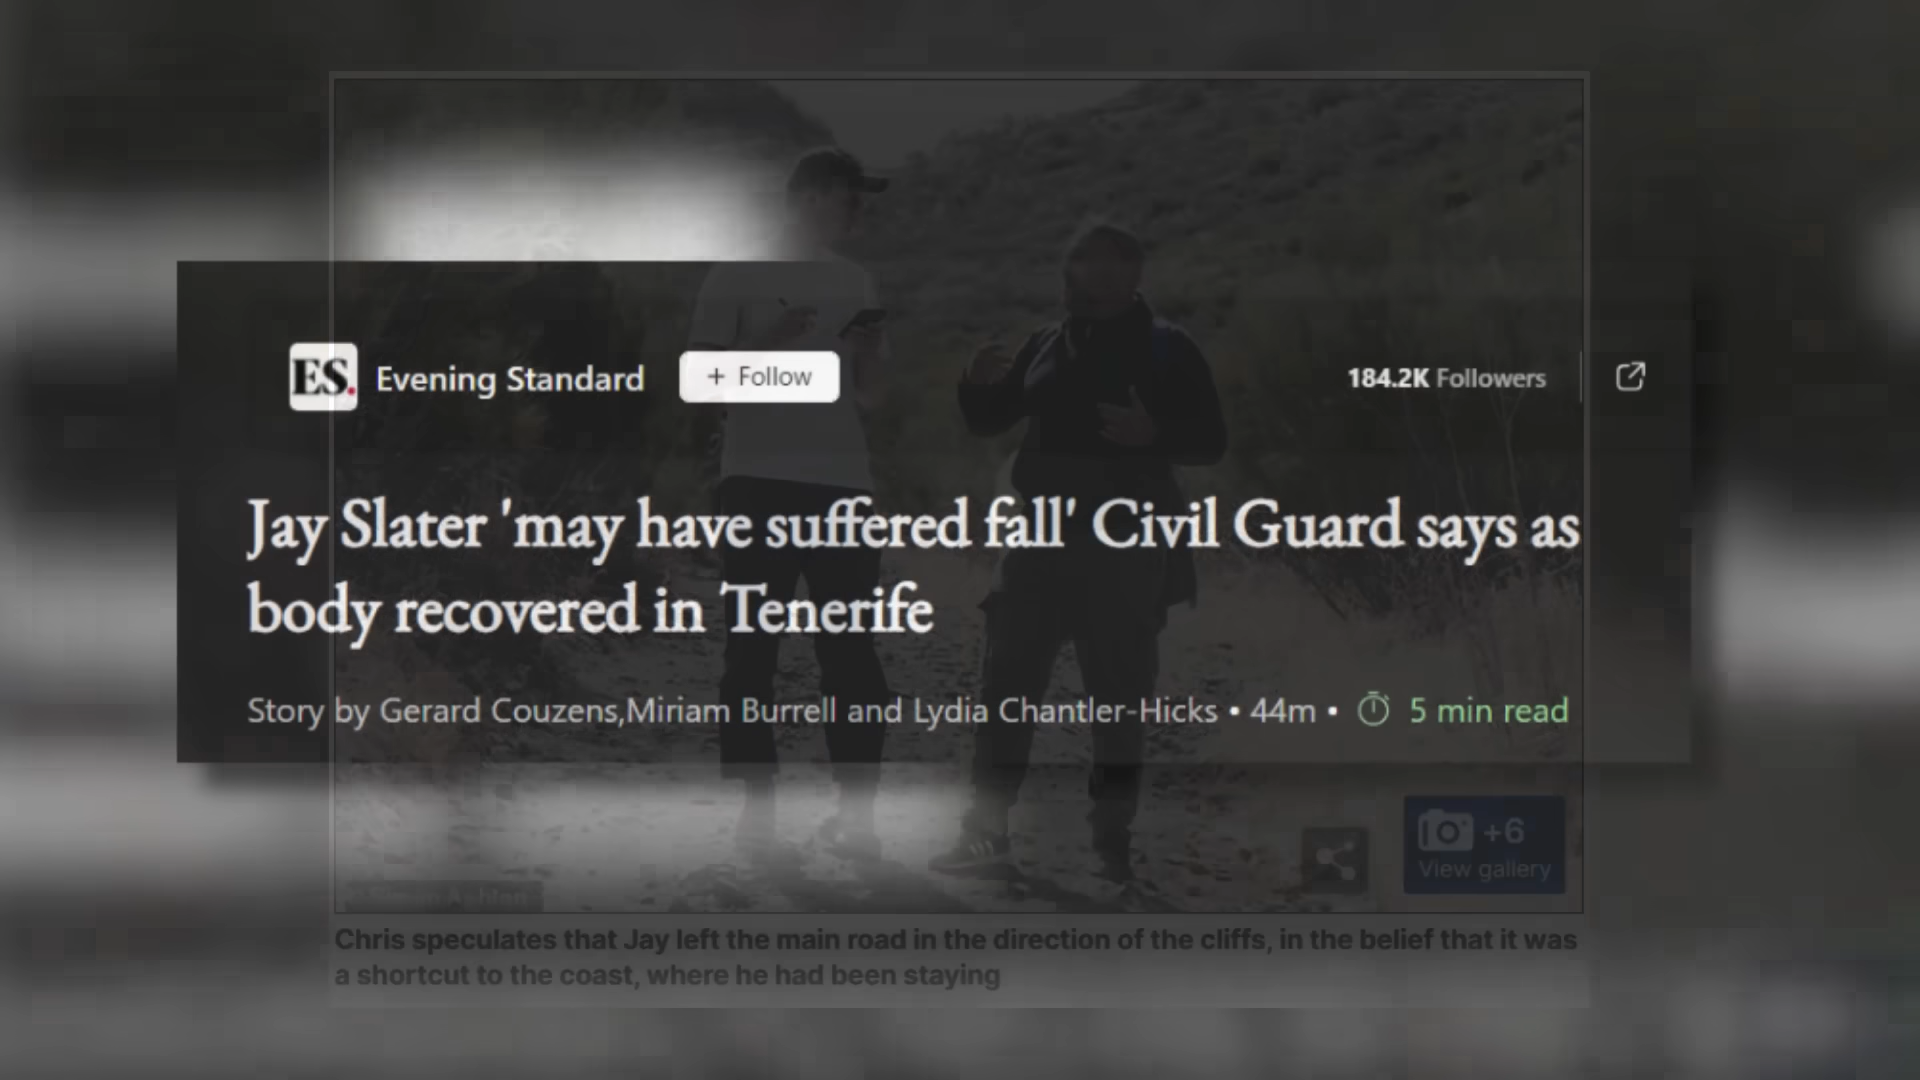 ES.
Evening Standard
+ Follow
184.2K Followers
Jay Slater 'may have suffered fall' Civil Guard says as
body recovered in Tenerife
Story by Gerard Couzens,Miriam Burrell and Lydia Chantler-Hicks • 44m • 5 min read
+6
View gallery
Chris speculates that Jay left the main road in the direction of the cliffs, in the belief that it was
a shortcut to the coast, where he had been staying